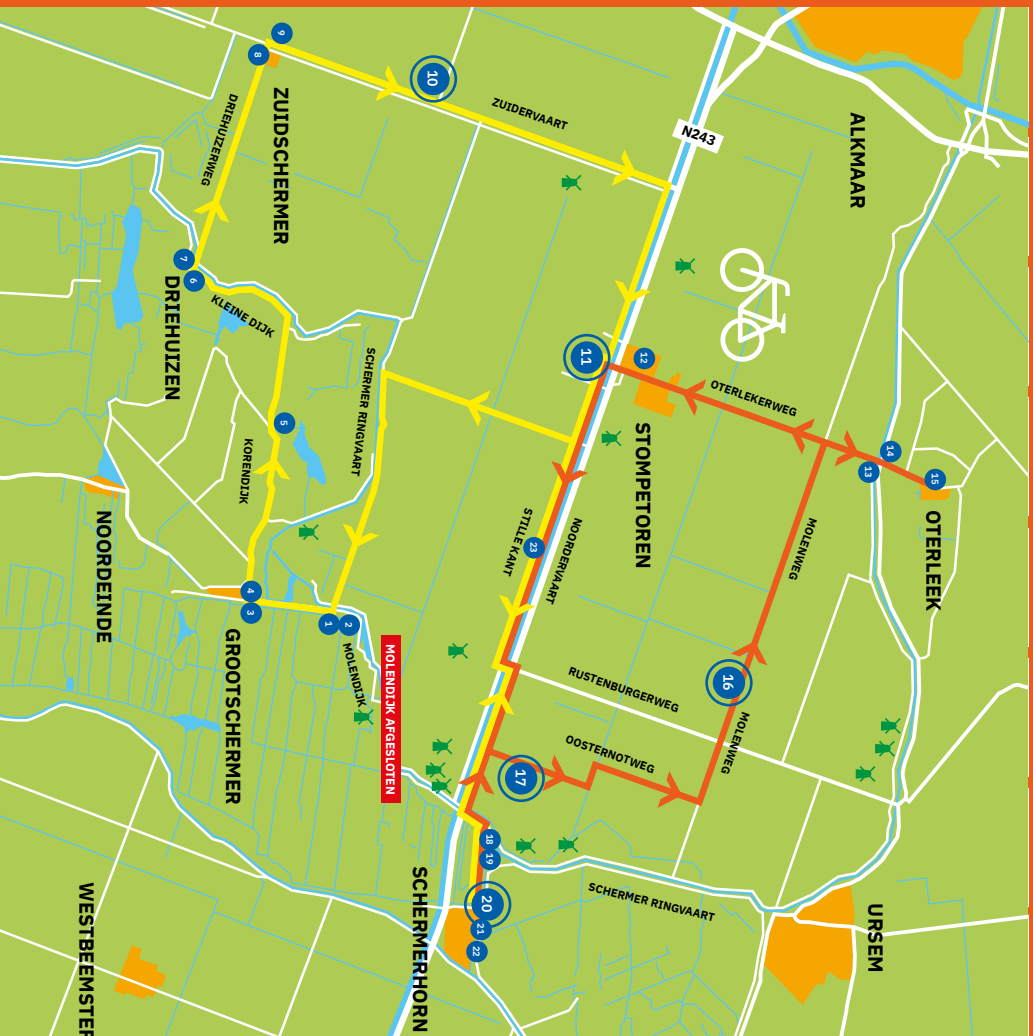 ALKMAAR
N243
ZUIDERVAART
10
9
8
ZUIDSCHERMER
DRIEHUIZERWEG
7
6
DRIEHUIZEN
KLEINE DIJK
SCHERMER RINGVAART
5
KORENDIJK
NOORDEINDE
4
3
GROOTSCHERMER
1
2
MOLENDIJK
MOLENDIJK AFGESLOTEN
11
12
STOMPETOREN
OTERLEKERWEG
14
13
15
OTERLEEK
MOLENWEG
NOORDERVAART
STILLE KANT
23
RUSTENBURGERWEG
16
MOLENWEG
OOSTERNOTWEG
17
18
19
20
21
22
SCHERMER RINGVAART
SCHERMERHORN
URSEM
WESTBEEMSTER